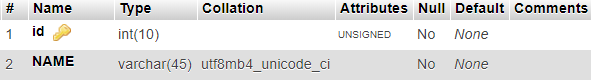 # Name Type Collation Attributes Null Default Comments
1 id int(10) UNSIGNED No None
2 NAME varchar(45) utf8mb4_unicode_ci No None